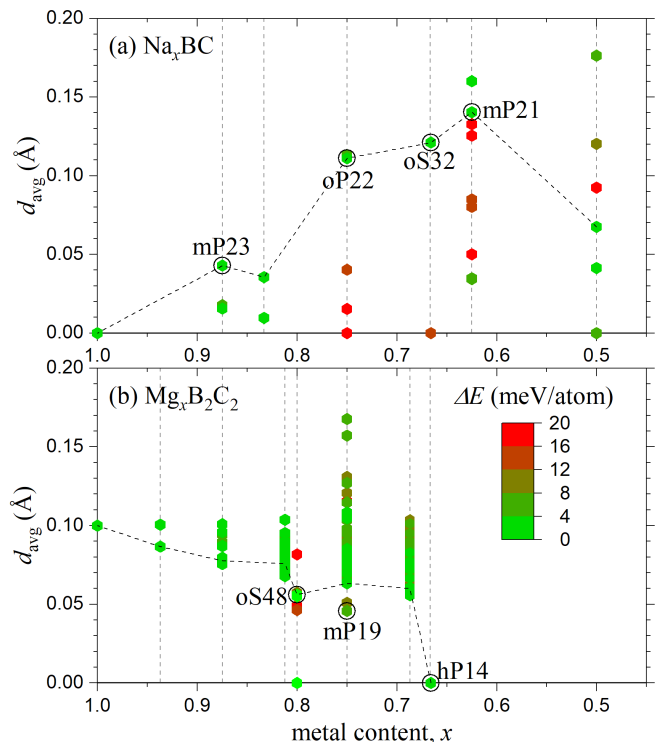 0.20
(a) NaₓBC
mP21
0.15
oS32
oP22
d_avg (Å)
0.10
mP23
0.05
0.00
1.0 0.9 0.8 0.7 0.6 0.5
0.20
(b) MgₓB₂C₂
ΔE (meV/atom)
20
16
12
8
4
0
0.15
d_avg (Å)
0.10
oS48
0.05
mP19
hP14
0.00
1.0 0.9 0.8 0.7 0.6 0.5
metal content, x